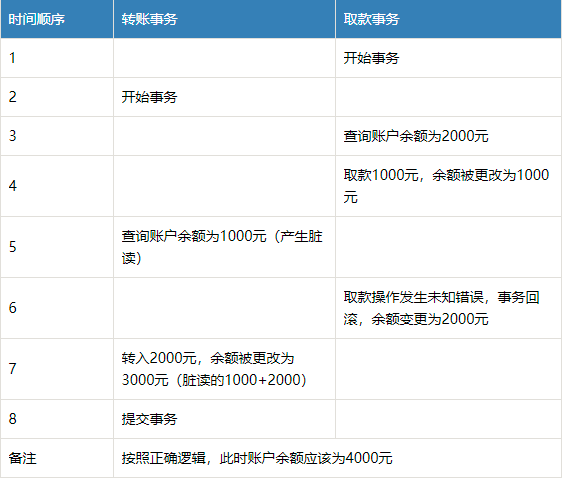 时间顺序 转账事务 取款事务
1 开始事务
2 开始事务
3 查询账户余额为2000元
4 取款1000元，余额被更改为1000
元
5 查询账户余额为1000元（产生脏
读）
6 取款操作发生未知错误，事务回
滚，余额变更为2000元
7 转入2000元，余额被更改为
3000元（脏读的1000+2000）
8 提交事务
备注 按照正确逻辑，此时账户余额应该为4000元